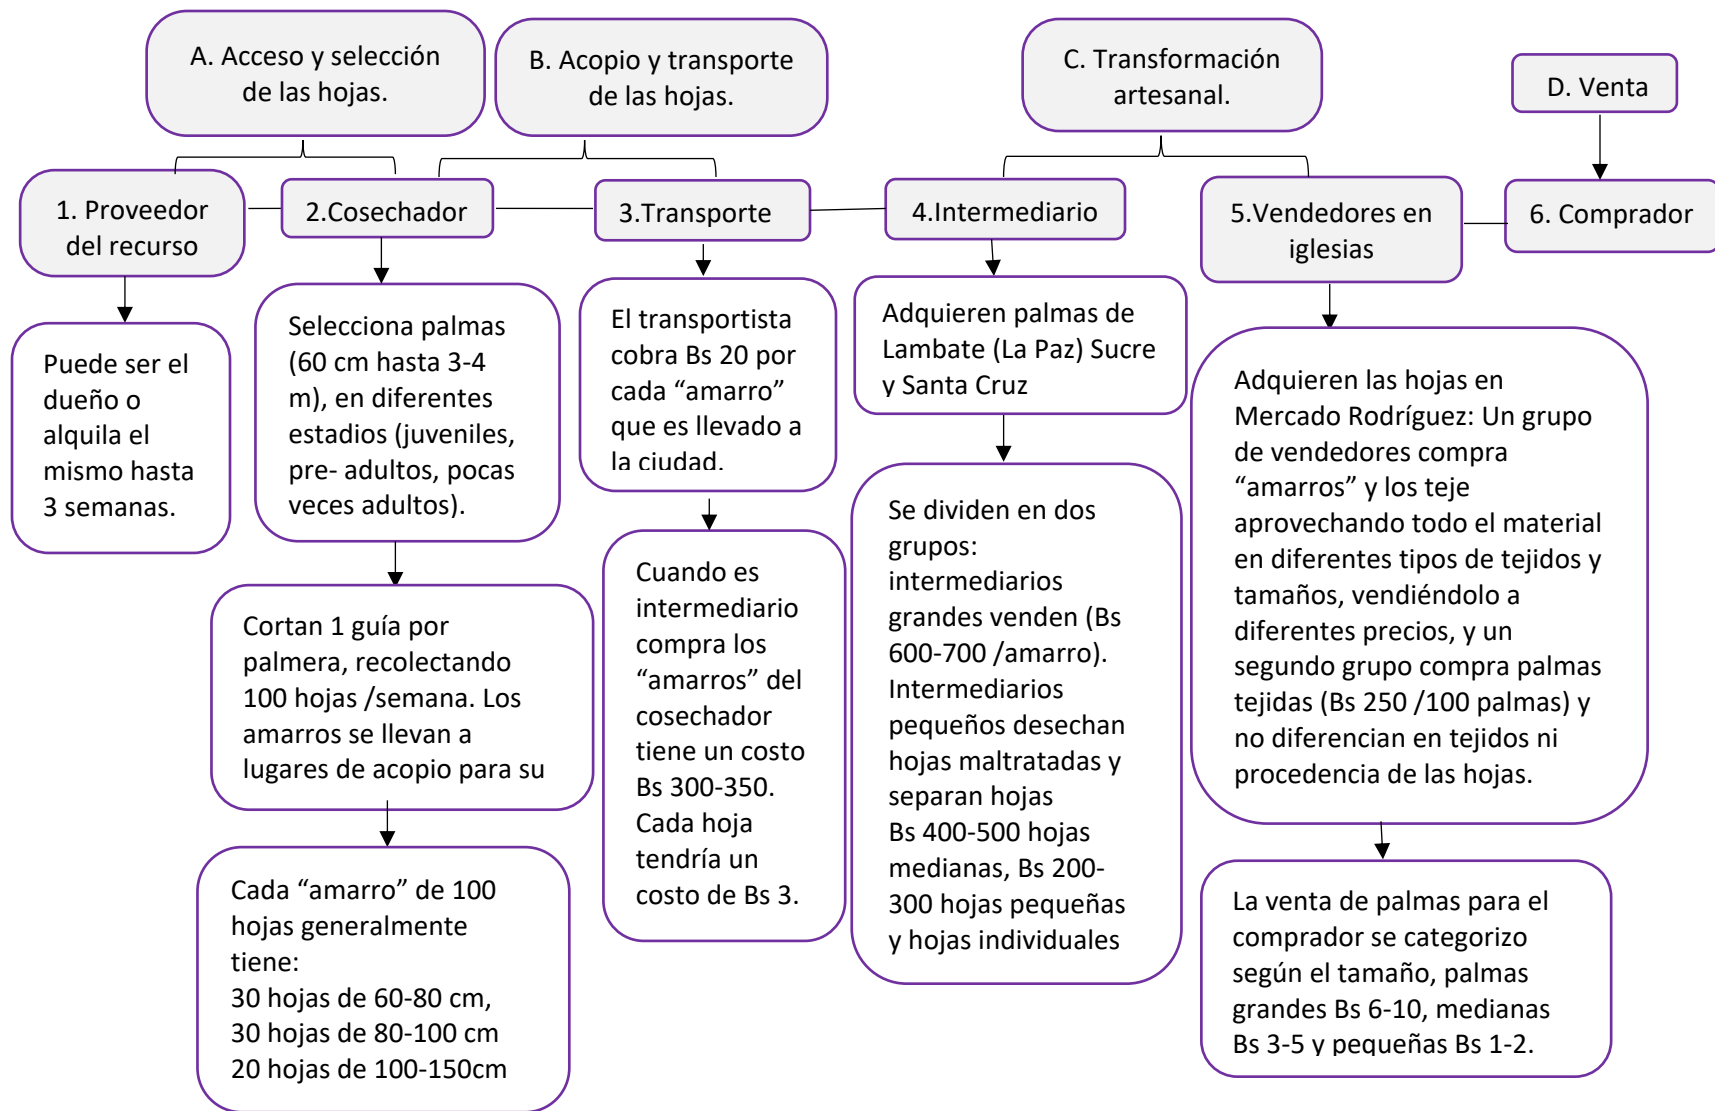 A. Acceso y selección
de las hojas.
B. Acopio y transporte
de las hojas.
C. Transformación
artesanal.
D. Venta
1. Proveedor
del recurso
2.Cosechador
3.Transporte
4.Intermediario
5.Vendedores en
iglesias
6. Comprador
Puede ser el
dueño o
alquila el
mismo hasta
3 semanas.
Selecciona palmas
(60 cm hasta 3-4
m), en diferentes
estadios (juveniles,
pre- adultos, pocas
veces adultos).
Cortan 1 guía por
palmera, recolectando
100 hojas /semana. Los
amarros se llevan a
lugares de acopio para su
Cada “amarro” de 100
hojas generalmente
tiene:
30 hojas de 60-80 cm,
30 hojas de 80-100 cm
20 hojas de 100-150cm
El transportista
cobra Bs 20 por
cada “amarro”
que es llevado a
la ciudad.
Cuando es
intermediario
compra los
“amarros” del
cosechador
tiene un costo
Bs 300-350.
Cada hoja
tendría un
costo de Bs 3.
Adquieren palmas de
Lambate (La Paz) Sucre
y Santa Cruz
Se dividen en dos
grupos:
intermediarios
grandes venden (Bs
600-700 /amarro).
Intermediarios
pequeños desechan
hojas maltratadas y
separan hojas
Bs 400-500 hojas
medianas, Bs 200-
300 hojas pequeñas
y hojas individuales
Adquieren las hojas en
Mercado Rodríguez: Un grupo
de vendedores compra
“amarros” y los teje
aprovechando todo el material
en diferentes tipos de tejidos y
tamaños, vendiéndolo a
diferentes precios, y un
segundo grupo compra palmas
tejidas (Bs 250 /100 palmas) y
no diferencian en tejidos ni
procedencia de las hojas.
La venta de palmas para el
comprador se categorizo
según el tamaño, palmas
grandes Bs 6-10, medianas
Bs 3-5 y pequeñas Bs 1-2.